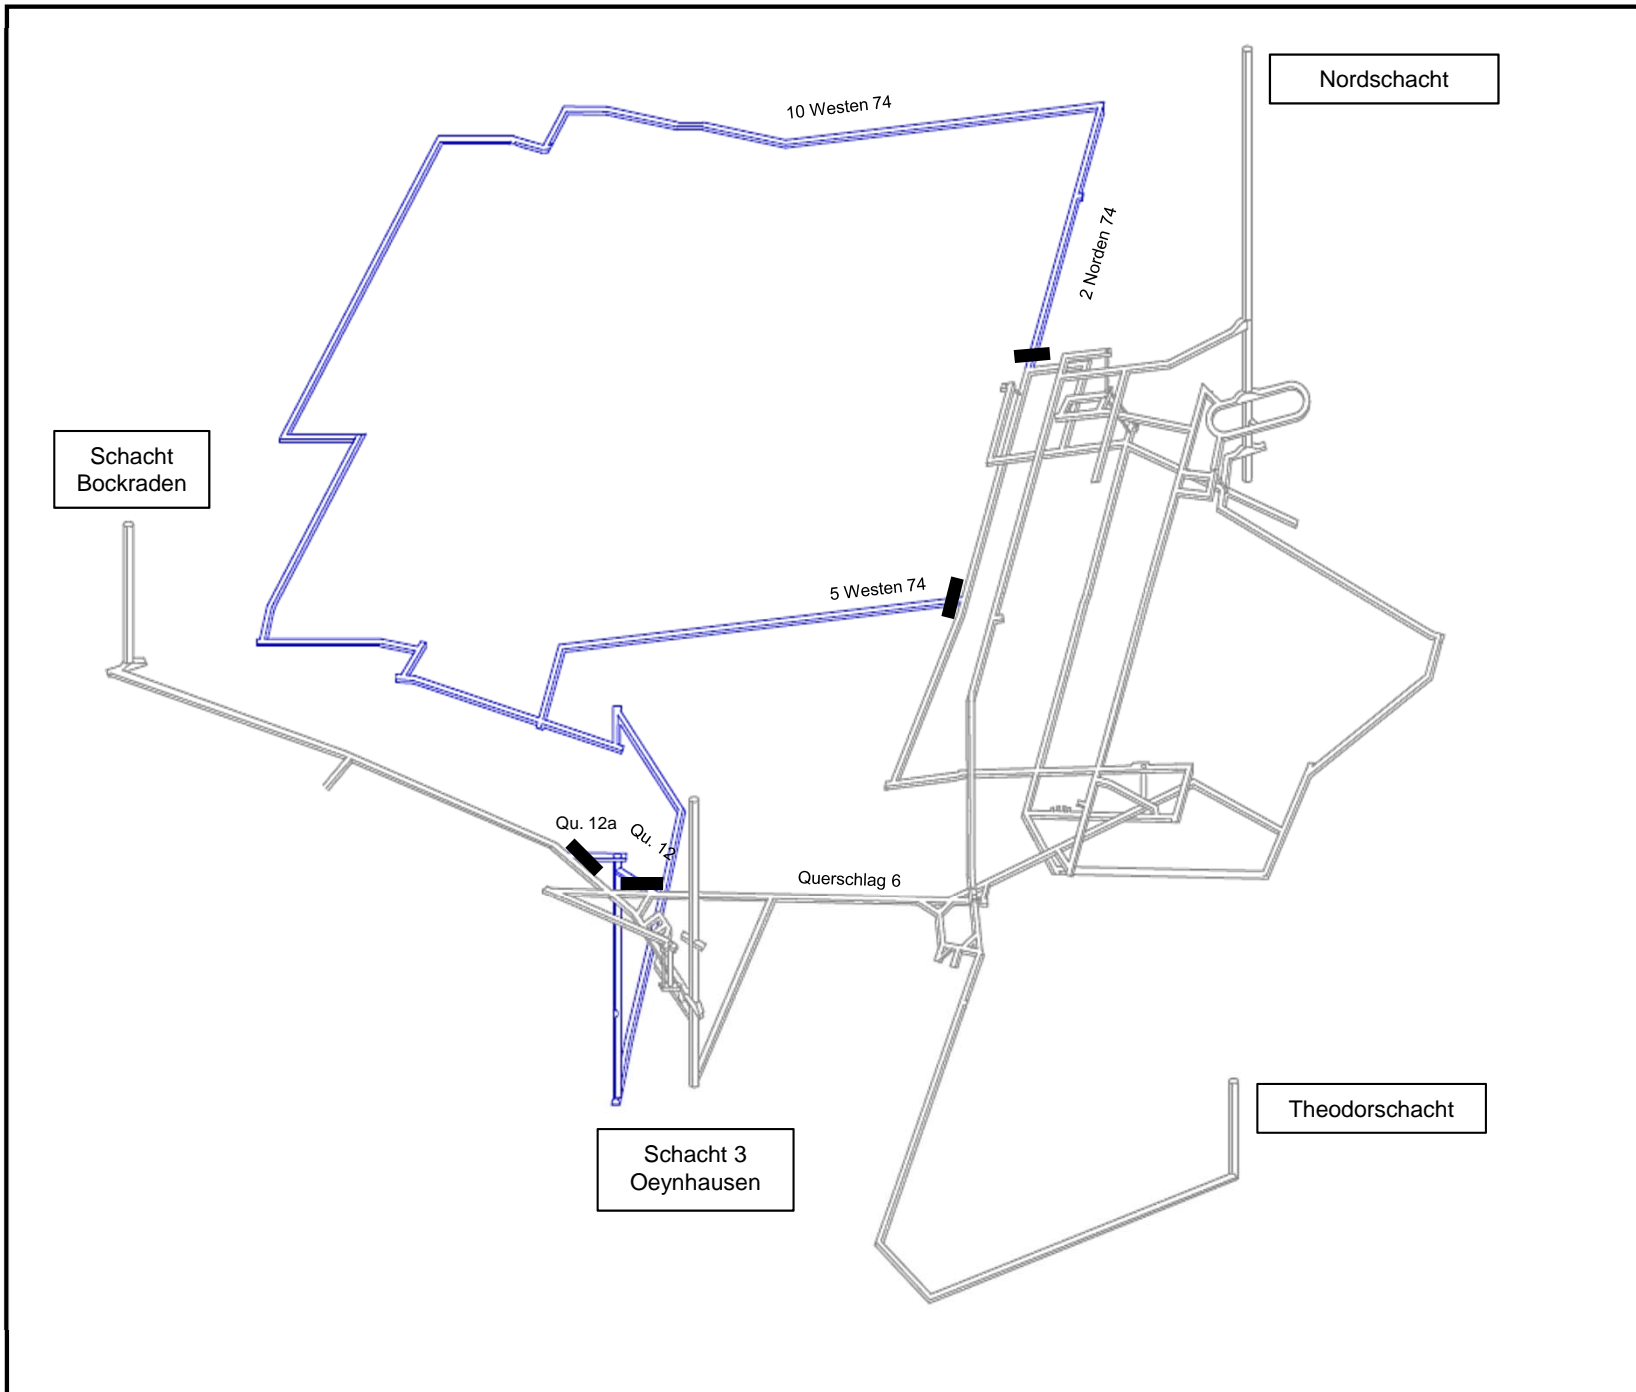 Nordschacht
10 Westen 74
2 Norden 74
Schacht
Bockraden
5 Westen 74
Qu. 12a
Qu. 12
Querschlag 6
Theodorschacht
Schacht 3
Oeynhausen